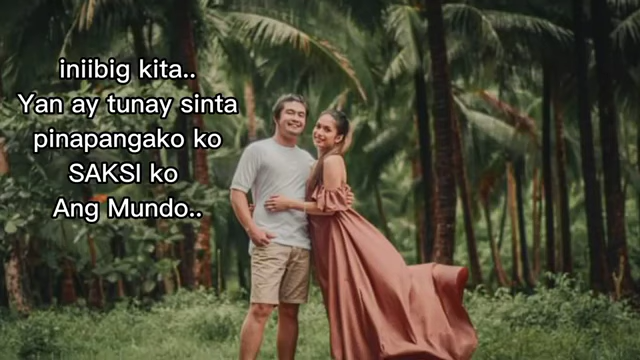 iniibig kita..
Yan ay tunay sinta
pinapangako ko
SAKSI ko
Ang Mundo..